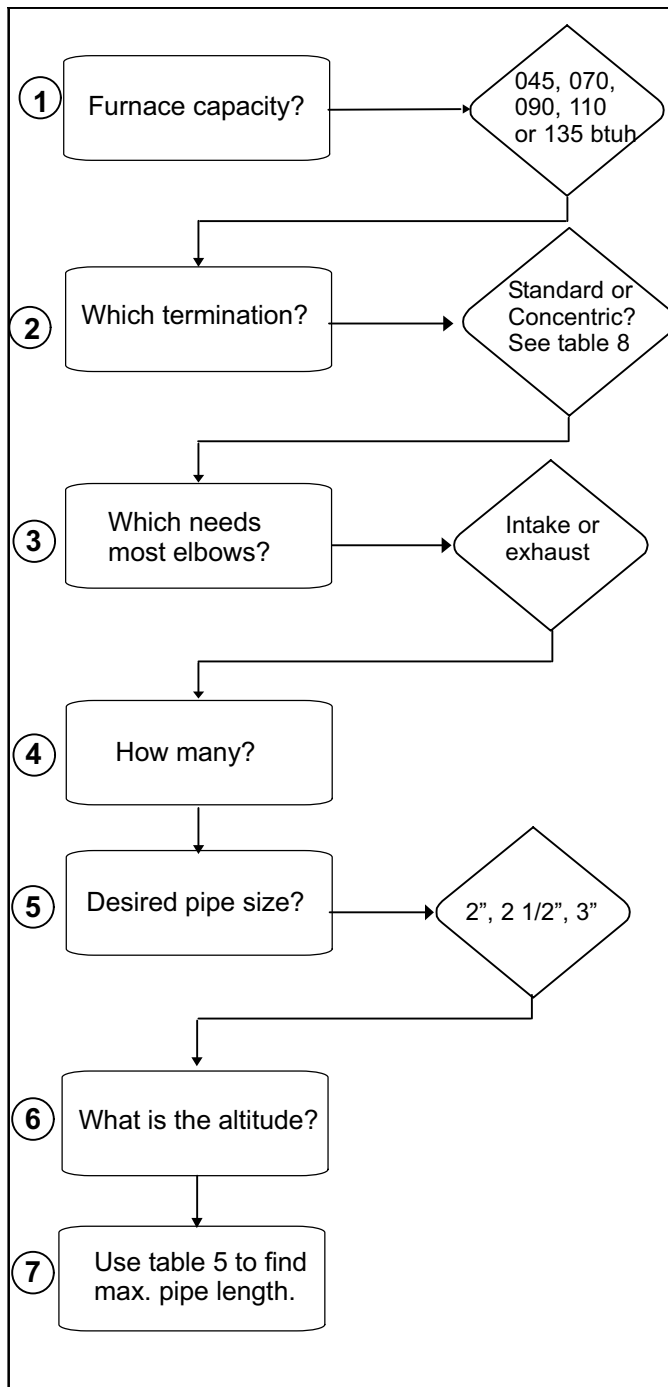 1
Furnace capacity?
045, 070,
090, 110
or 135 btuh
2
Which termination?
Standard or
Concentric?
See table 8
3
Which needs
most elbows?
Intake or
exhaust
4
How many?
5
Desired pipe size?
2”, 2 1/2”, 3”
6
What is the altitude?
7
Use table 5 to find
max. pipe length.